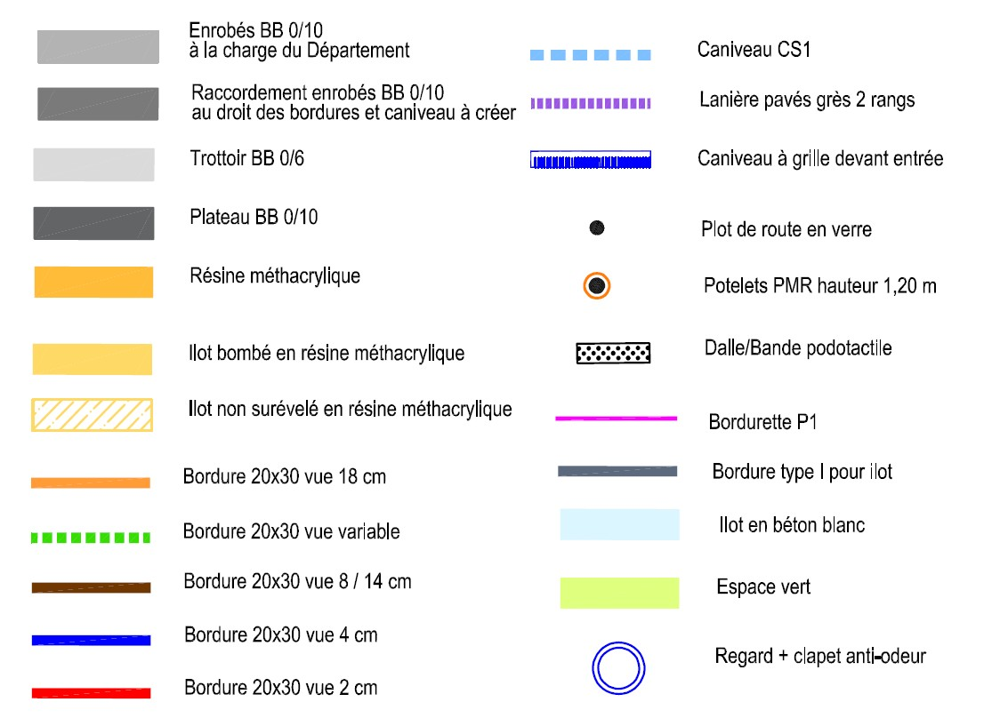 Enrobés BB 0/10
à la charge du Département
Raccordement enrobés BB 0/10
au droit des bordures et caniveau à créer
Trottoir BB 0/6
Plateau BB 0/10
Résine méthacrylique
Ilot bombé en résine méthacrylique
Ilot non surévelé en résine méthacrylique
Bordure 20x30 vue 18 cm
Bordure 20x30 vue variable
Bordure 20x30 vue 8 / 14 cm
Bordure 20x30 vue 4 cm
Bordure 20x30 vue 2 cm
Caniveau CS1
Lanière pavés grès 2 rangs
Caniveau à grille devant entrée
Plot de route en verre
Potelets PMR hauteur 1,20 m
Dalle/Bande podotactile
Bordurette P1
Bordure type I pour ilot
Ilot en béton blanc
Espace vert
Regard + clapet anti-odeur